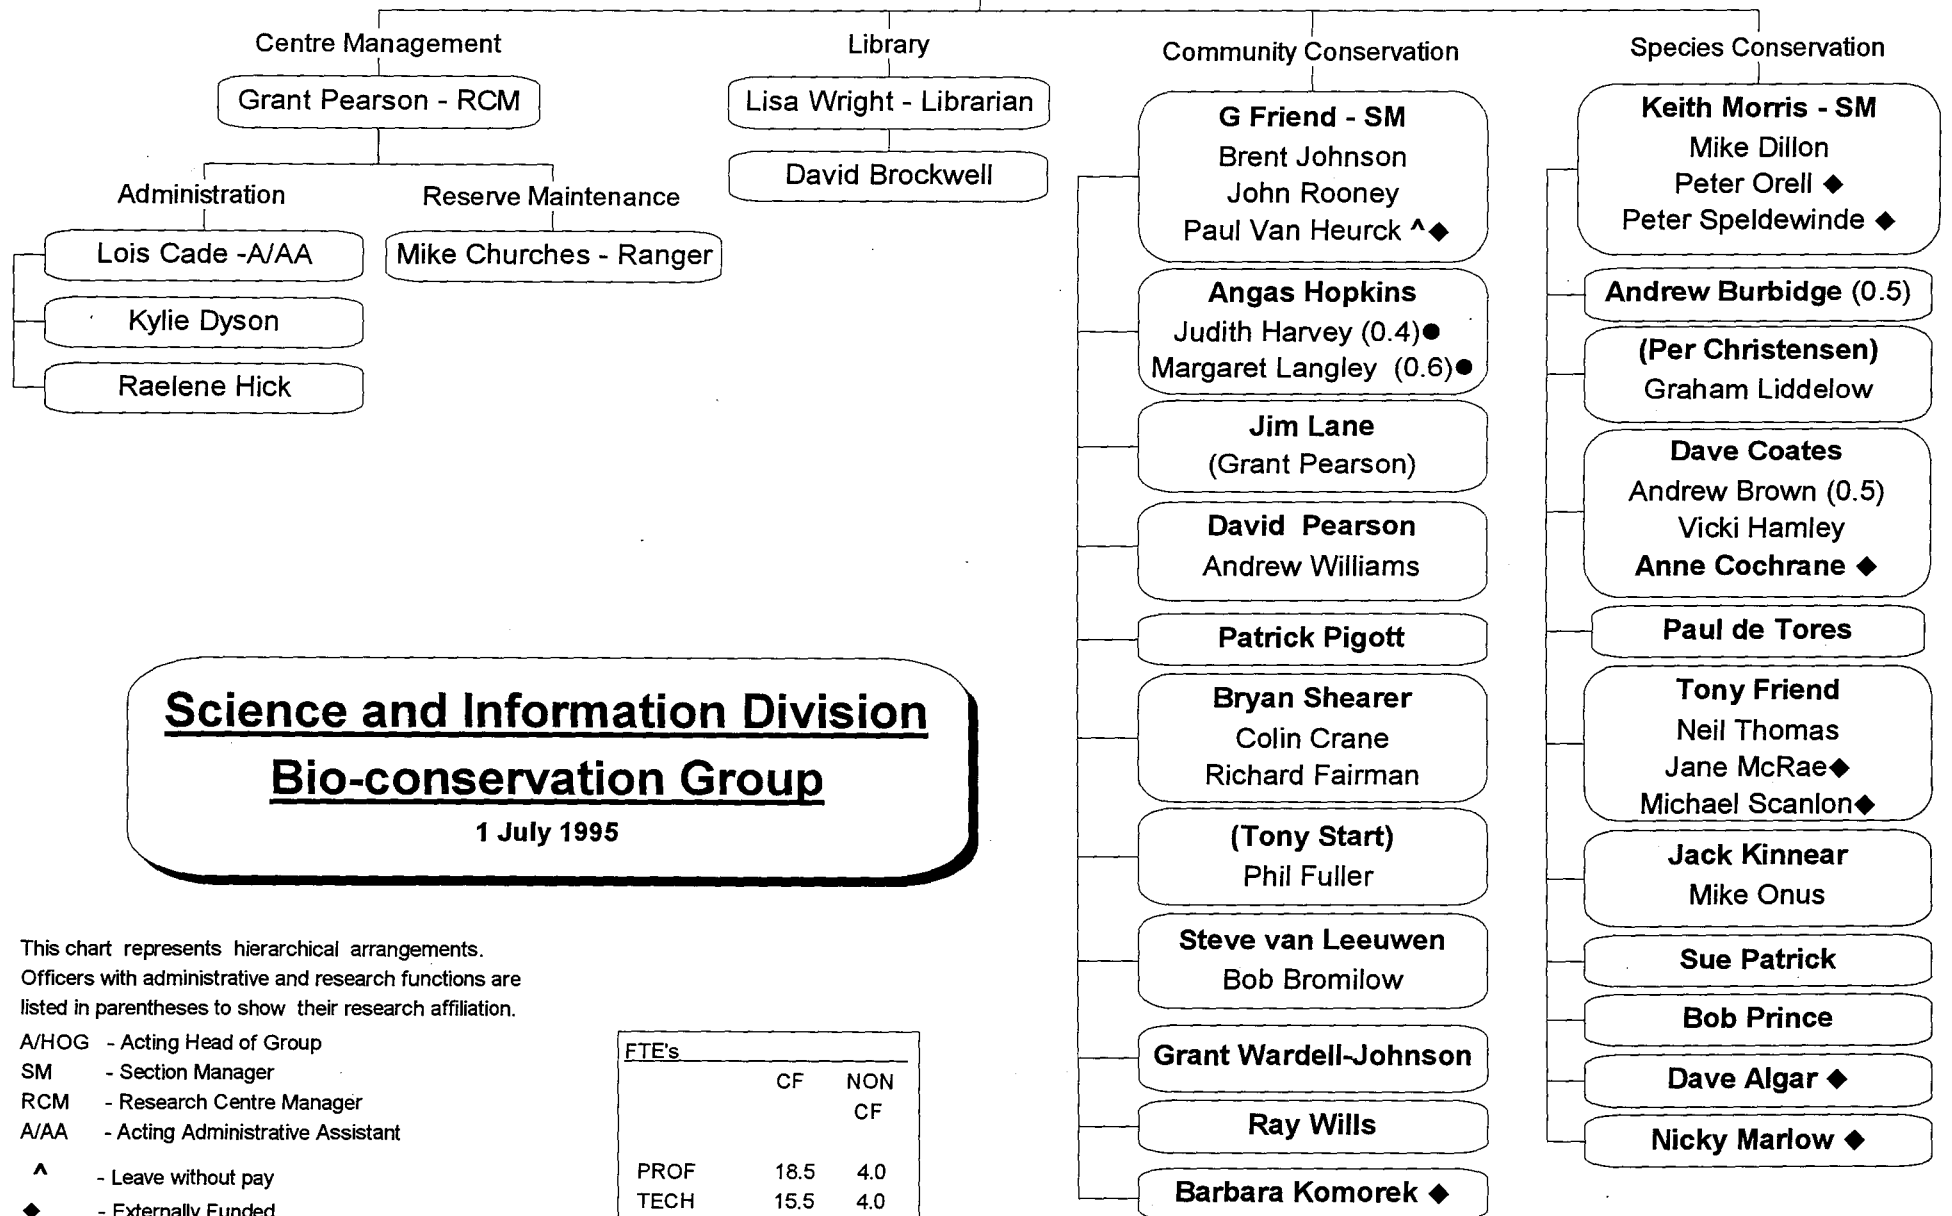 Centre Management
Grant Pearson - RCM
Administration
Lois Cade -A/AA
Kylie Dyson
Raelene Hick
Reserve Maintenance
Mike Churches - Ranger
Library
Lisa Wright - Librarian
David Brockwell
Community Conservation
G Friend - SM
Brent Johnson
John Rooney
Paul Van Heurck ^◆
Angas Hopkins
Judith Harvey (0.4)●
Margaret Langley (0.6)●
Jim Lane
(Grant Pearson)
David Pearson
Andrew Williams
Patrick Pigott
Bryan Shearer
Colin Crane
Richard Fairman
(Tony Start)
Phil Fuller
Steve van Leeuwen
Bob Bromilow
Grant Wardell-Johnson
Ray Wills
Barbara Komorek ◆
Species Conservation
Keith Morris - SM
Mike Dillon
Peter Orell ◆
Peter Speldewinde ◆
Andrew Burbidge (0.5)
(Per Christensen)
Graham Liddelow
Dave Coates
Andrew Brown (0.5)
Vicki Hamley
Anne Cochrane ◆
Paul de Tores
Tony Friend
Neil Thomas
Jane McRae◆
Michael Scanlon◆
Jack Kinnear
Mike Onus
Sue Patrick
Bob Prince
Dave Algar ◆
Nicky Marlow ◆
Science and Information Division
Bio-conservation Group
1 July 1995
This chart represents hierarchical arrangements.
Officers with administrative and research functions are
listed in parentheses to show their research affiliation.
A/HOG - Acting Head of Group
SM - Section Manager
RCM - Research Centre Manager
A/AA - Acting Administrative Assistant
^ - Leave without pay
◆ - Externally Funded
FTE's
CF NON
CF
PROF 18.5 4.0
TECH 15.5 4.0